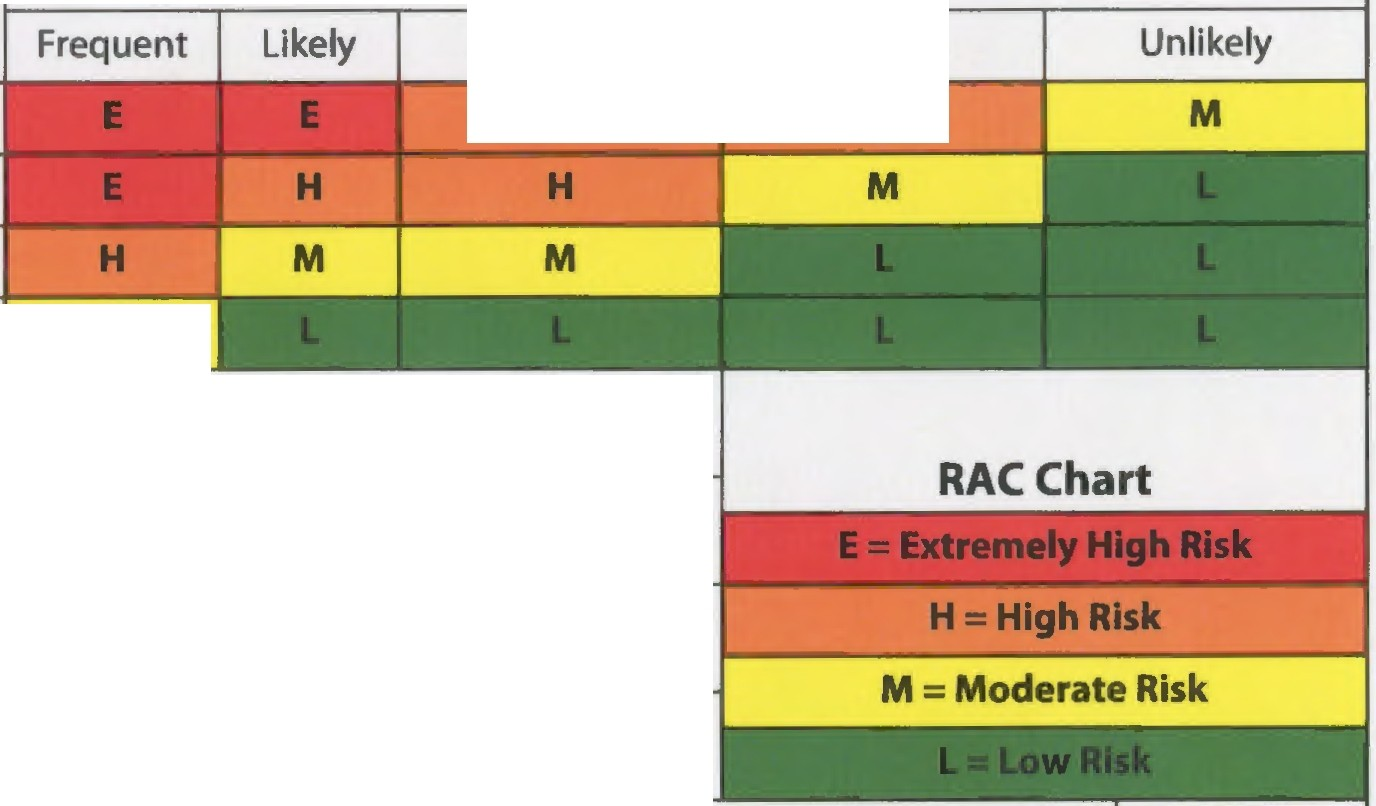 Frequent Likely Unlikely
E E M
E H H M L
H M M L L
L L L L
RAC Chart
E = Extremely High Risk
H = High Risk
M = Moderate Risk
L = Low Risk